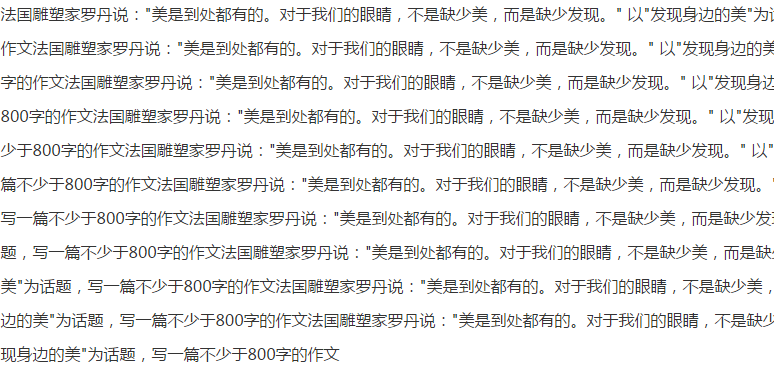 法国雕塑家罗丹说："美是到处都有的。对于我们的眼睛，不是缺少美，而是缺少发现。" 以"发现身边的美"为
作文法国雕塑家罗丹说："美是到处都有的。对于我们的眼睛，不是缺少美，而是缺少发现。" 以"发现身边的美
字的作文法国雕塑家罗丹说："美是到处都有的。对于我们的眼睛，不是缺少美，而是缺少发现。" 以"发现身边
800字的作文法国雕塑家罗丹说："美是到处都有的。对于我们的眼睛，不是缺少美，而是缺少发现。" 以"发现
少于800字的作文法国雕塑家罗丹说："美是到处都有的。对于我们的眼睛，不是缺少美，而是缺少发现。" 以"
篇不少于800字的作文法国雕塑家罗丹说："美是到处都有的。对于我们的眼睛，不是缺少美，而是缺少发现。"
写一篇不少于800字的作文法国雕塑家罗丹说："美是到处都有的。对于我们的眼睛，不是缺少美，而是缺少发现
题，写一篇不少于800字的作文法国雕塑家罗丹说："美是到处都有的。对于我们的眼睛，不是缺少美，而是缺少
美"为话题，写一篇不少于800字的作文法国雕塑家罗丹说："美是到处都有的。对于我们的眼睛，不是缺少美，
边的美"为话题，写一篇不少于800字的作文法国雕塑家罗丹说："美是到处都有的。对于我们的眼睛，不是缺少
现身边的美"为话题，写一篇不少于800字的作文